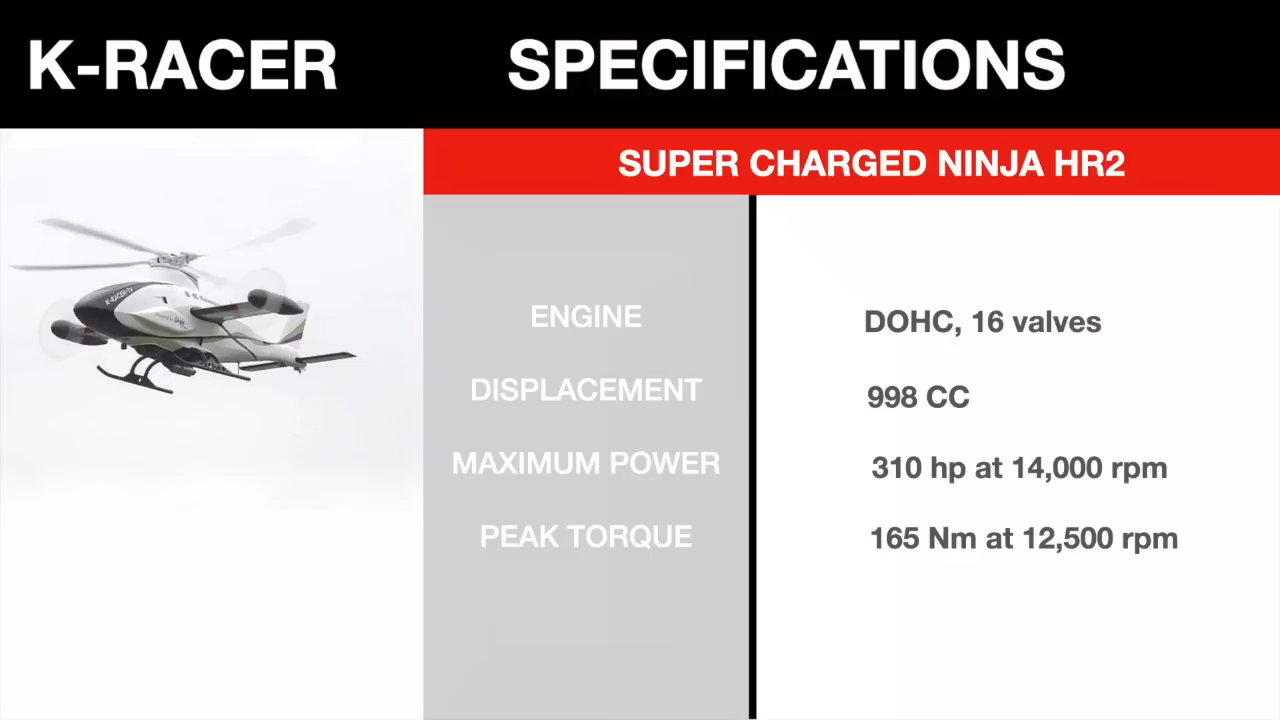 K-RACER SPECIFICATIONS
SUPER CHARGED NINJA HR2
ENGINE DOHC, 16 valves
DISPLACEMENT 998 CC
MAXIMUM POWER 310 hp at 14,000 rpm
PEAK TORQUE 165 Nm at 12,500 rpm
K-RACER